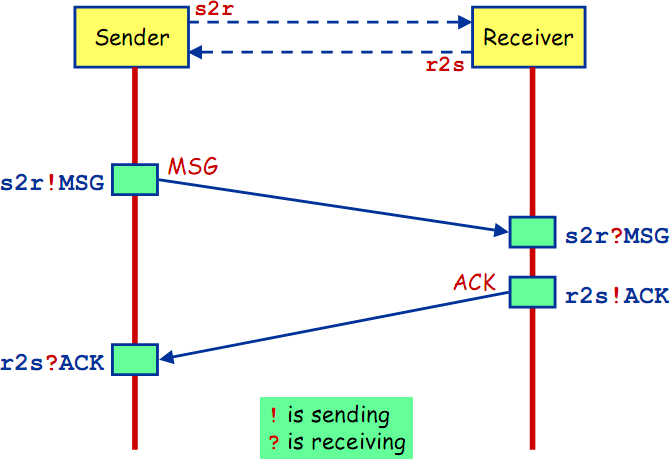 s2r
Sender
Receiver
r2s
MSG
s2r!MSG
s2r?MSG
ACK
r2s!ACK
r2s?ACK
! is sending
? is receiving